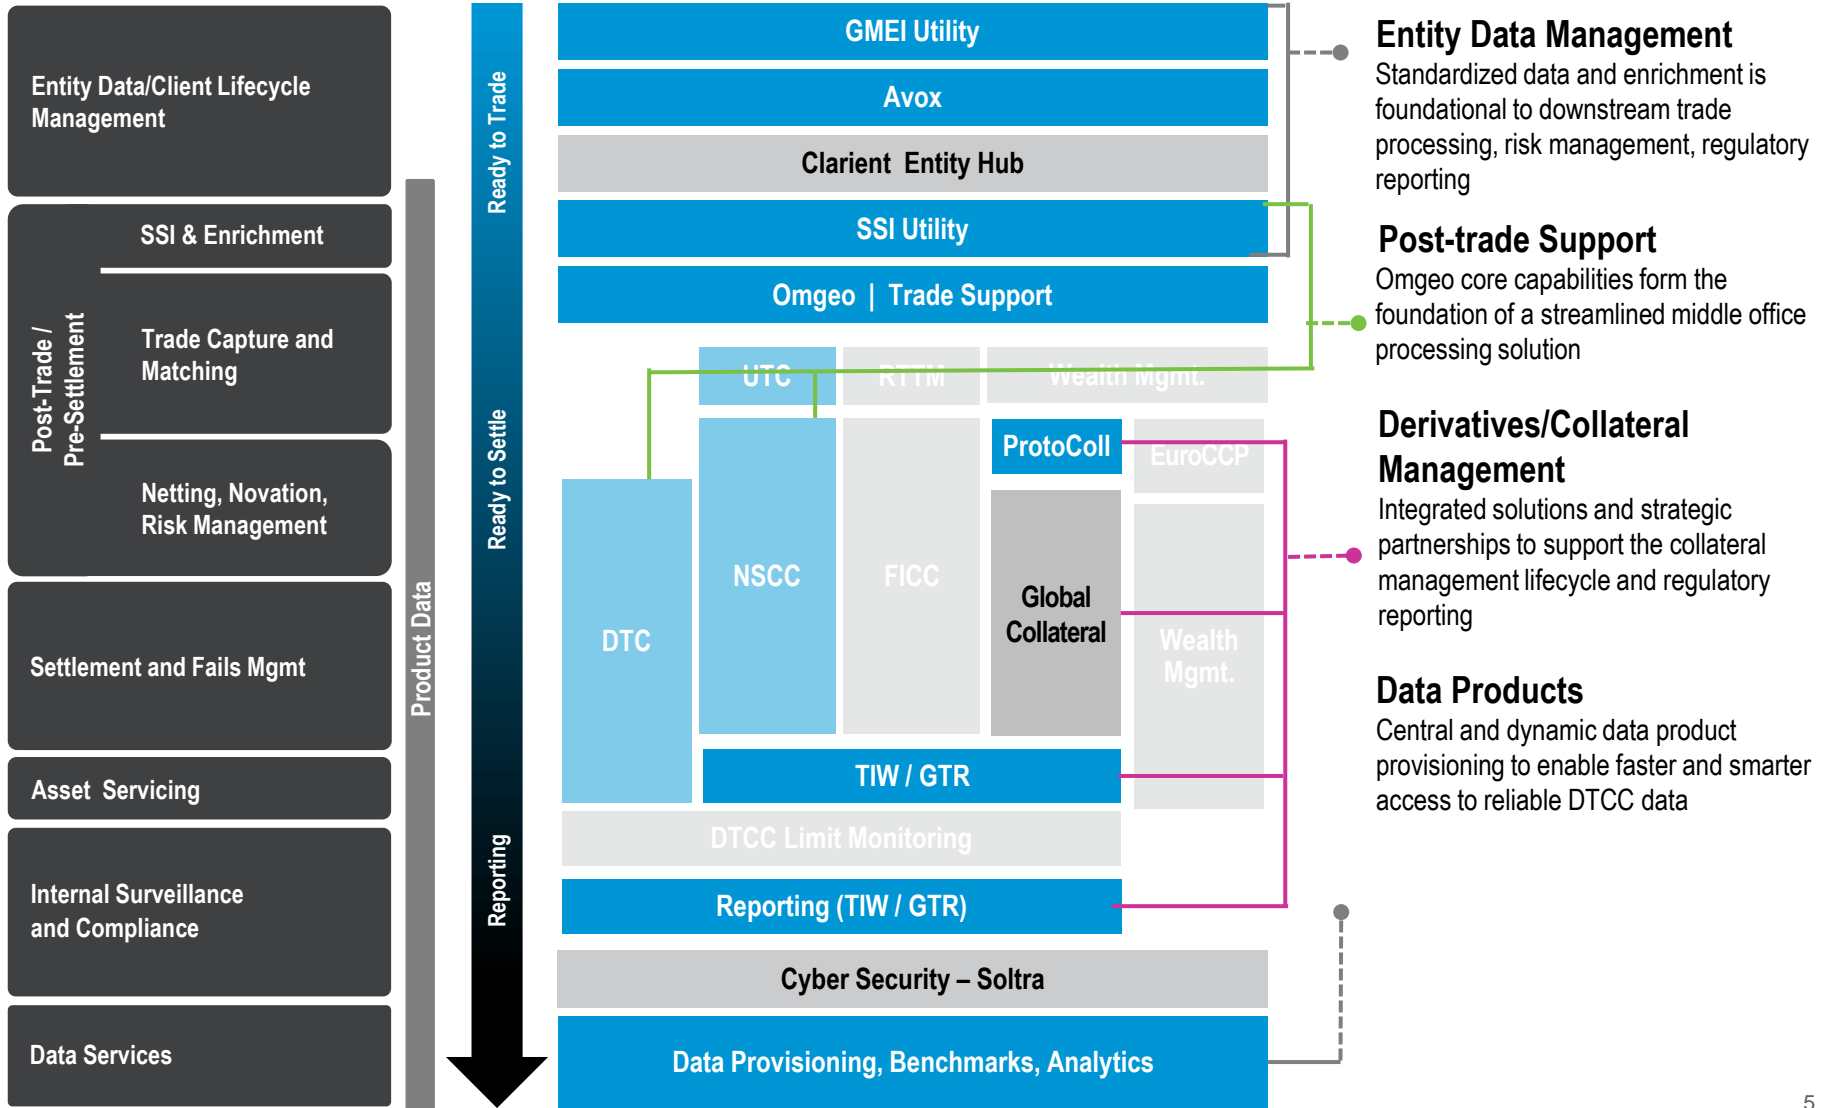 Entity Data/Client Lifecycle
Management
Post-Trade /
Pre-Settlement
SSI & Enrichment
Trade Capture and
Matching
Netting, Novation,
Risk Management
Settlement and Fails Mgmt
Asset Servicing
Internal Surveillance
and Compliance
Data Services
Product Data
Ready to Trade
Ready to Settle
Reporting
GMEI Utility
Avox
Clarient Entity Hub
SSI Utility
Omgeo | Trade Support
UTC
RTTM
Wealth Mgmt.
ProtoColl
EuroCCP
DTC
NSCC
FICC
Global
Collateral
Wealth
Mgmt.
TIW / GTR
DTCC Limit Monitoring
Reporting (TIW / GTR)
Cyber Security – Soltra
Data Provisioning, Benchmarks, Analytics
Entity Data Management
Standardized data and enrichment is
foundational to downstream trade
processing, risk management, regulatory
reporting
Post-trade Support
Omgeo core capabilities form the
foundation of a streamlined middle office
processing solution
Derivatives/Collateral
Management
Integrated solutions and strategic
partnerships to support the collateral
management lifecycle and regulatory
reporting
Data Products
Central and dynamic data product
provisioning to enable faster and smarter
access to reliable DTCC data
5